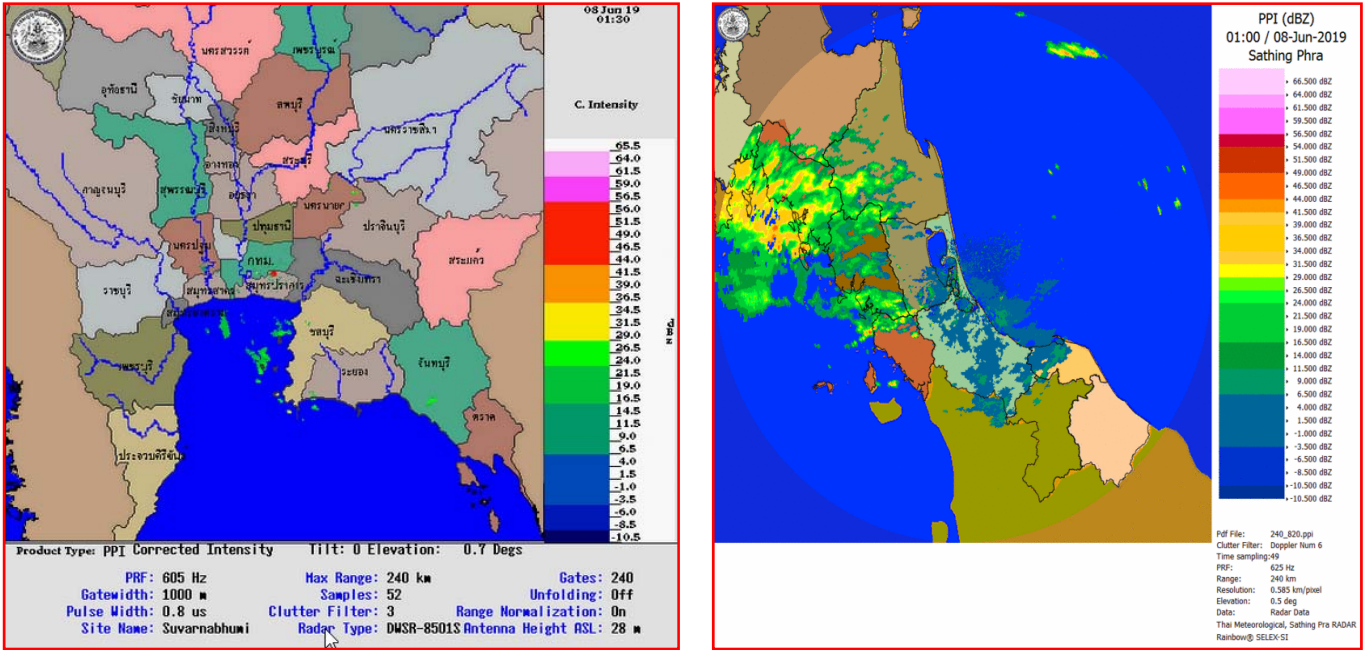 08 Jun 19
01:30
นครสวรรค์
เพชรบูรณ์
อุทัยธานี
ชัยนาท
ลพบุรี
สิงห์บุรี
นครราชสีมา
อ่างทอง
สระบุรี
กาญจนบุรี
สุพรรณบุรี
อยุธยา
นครนายก
ปทุมธานี
ปราจีนบุรี
นครปฐม
กทม.
สระแก้ว
ราชบุรี
สมุทรสาคร
สมุทรปราการ
ฉะเชิงเทรา
ชลบุรี
เพชรบุรี
ระยอง
จันทบุรี
ตราด
ประจวบคีรีขันธ์
C. Intensity
65.5
64.0
61.5
59.0
56.5
56.0
51.5
49.0
46.5
44.0
41.5
39.0
36.5
34.5
31.5
29.0
26.5
24.0
21.5
19.0
16.5
14.5
11.5
9.0
6.5
4.0
1.5
-1.0
-3.5
-6.0
-8.5
-10.5
Product Type: PPI Corrected Intensity Tilt: 0 Elevation: 0.7 Degs
PRF: 605 Hz Max Range: 240 km Gates: 240
Gatewidth: 1000 m Samples: 52 Unfolding: Off
Pulse Width: 0.8 us Clutter Filter: 3 Range Normalization: On
Site Name: Suvarnabhumi Radar Type: DWSR-8501S Antenna Height ASL: 28 m
PPI (dBZ)
01:00 / 08-Jun-2019
Sathing Phra
66.500 dBZ
64.000 dBZ
61.500 dBZ
59.500 dBZ
56.500 dBZ
54.000 dBZ
51.500 dBZ
49.000 dBZ
46.500 dBZ
44.000 dBZ
41.500 dBZ
39.000 dBZ
36.500 dBZ
34.000 dBZ
31.500 dBZ
29.000 dBZ
26.500 dBZ
24.000 dBZ
21.500 dBZ
19.000 dBZ
16.500 dBZ
14.000 dBZ
11.500 dBZ
9.000 dBZ
6.500 dBZ
4.000 dBZ
1.500 dBZ
-1.000 dBZ
-3.500 dBZ
-6.500 dBZ
-8.500 dBZ
-10.500 dBZ
Pdf File: 240_820.ppi
Clutter Filter: Doppler Num 6
Time sampling:49
PRF: 625 Hz
Range: 240 km
Resolution: 0.585 km/pixel
Elevation: 0.5 deg
Data: Radar Data
Thai Meteorological, Sathing Pra RADAR
Rainbow® SELEX-SI